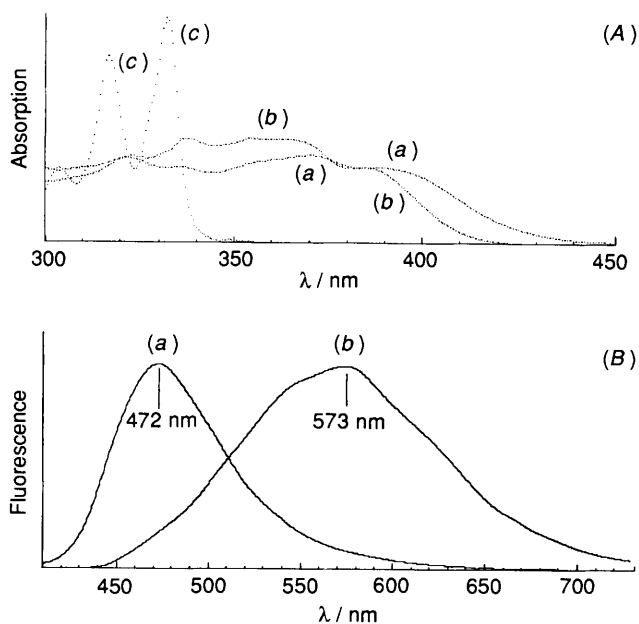 (A)
(c)
(c)
(b)
(a)
(a)
(b)
Absorption
300 350 400 450
λ / nm
(B)
(a)
(b)
472 nm
573 nm
Fluorescence
450 500 550 600 650 700
λ / nm